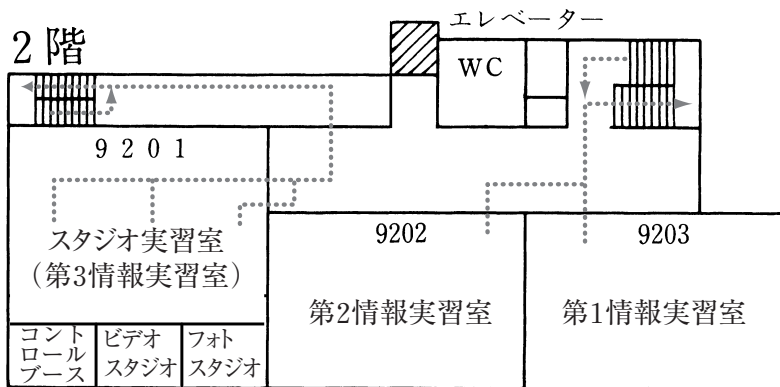 2階
エレベーター
WC
9201
スタジオ実習室
（第3情報実習室）
9202
第2情報実習室
9203
第1情報実習室
コント
ロール
ブース
ビデオ
スタジオ
フォト
スタジオ